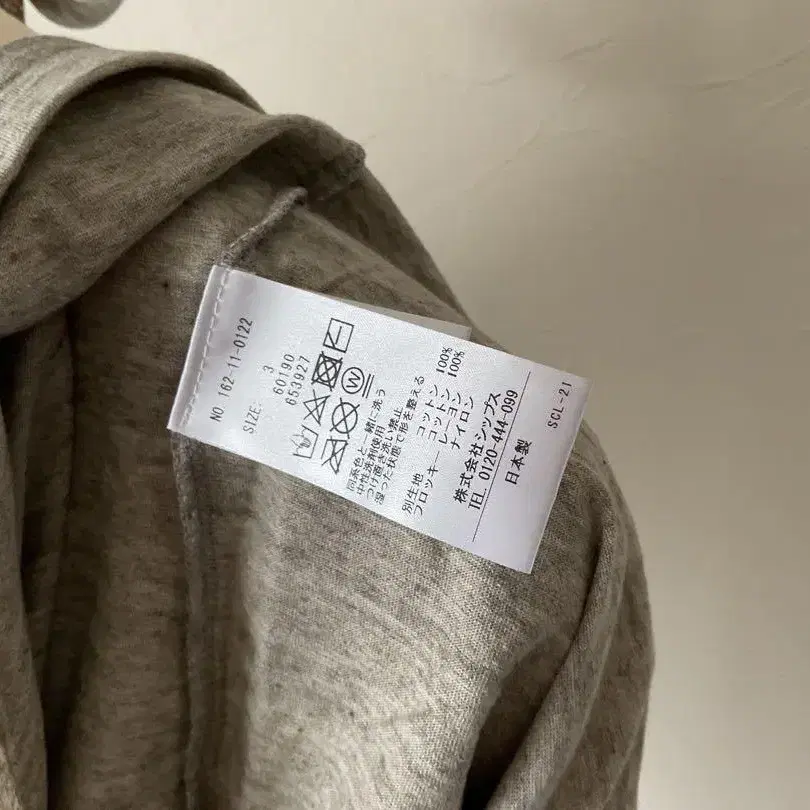 NO 162-11-0122
SIZE: 3
60190
653927
同系色と一緒に洗う
中性洗剤使用
つけ置き洗い禁止
湿った状態で形を整える
コットン 100%
別生地 コットン 100%
フロッキー レーヨン
ナイロン
株式会社シップス
TEL. 0120-444-099
日本製
SCL-21